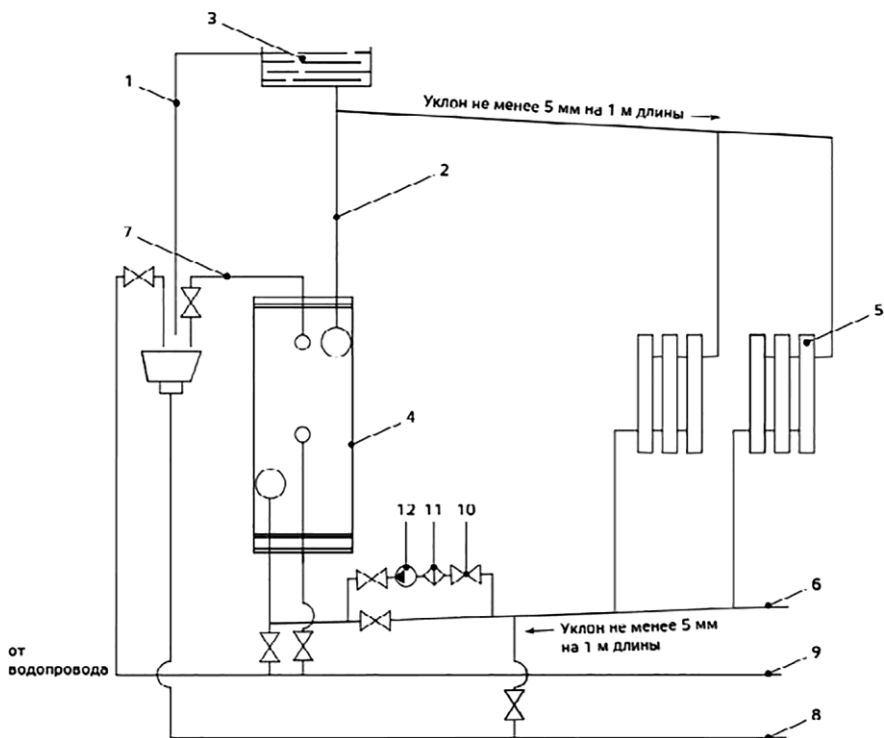 3
1
Уклон не менее 5 мм на 1 м длины →
2
7
5
4
12 11 10
6
← Уклон не менее 5 мм
на 1 м длины
от
водопровода
9
8